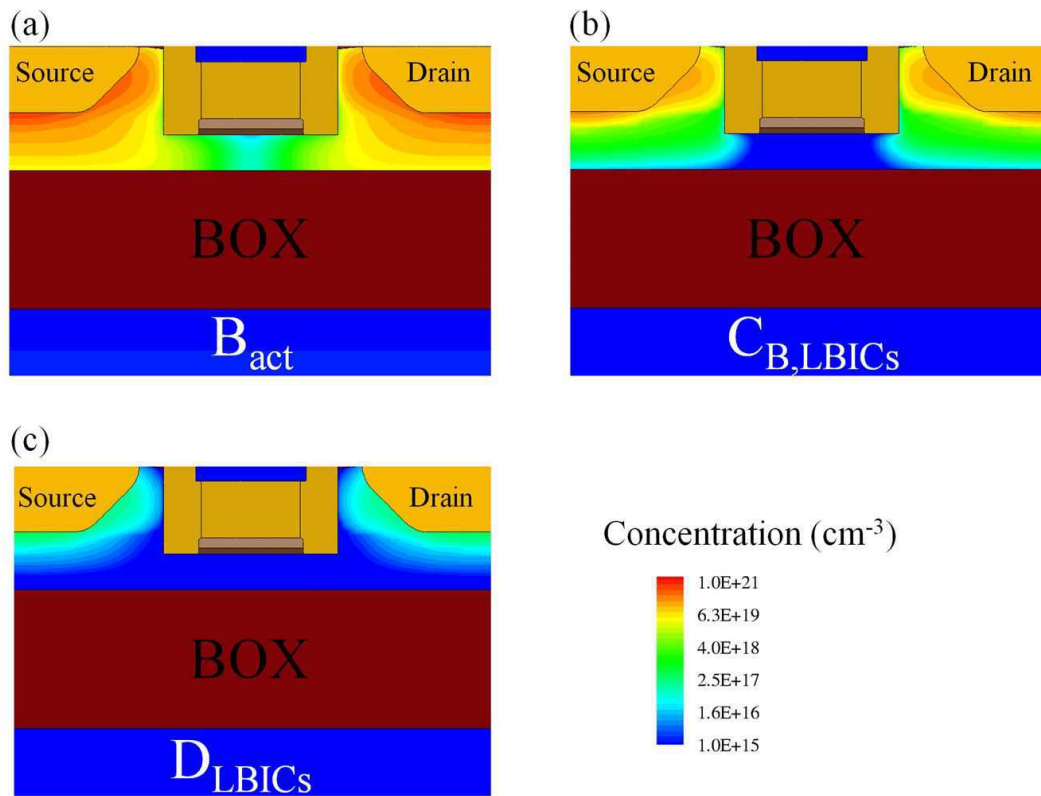 (a)
Source
Drain
BOX
B_act
(b)
Source
Drain
BOX
C_B,LBICs
(c)
Source
Drain
BOX
D_LBICs
Concentration (cm^-3)
1.0E+21
6.3E+19
4.0E+18
2.5E+17
1.6E+16
1.0E+15